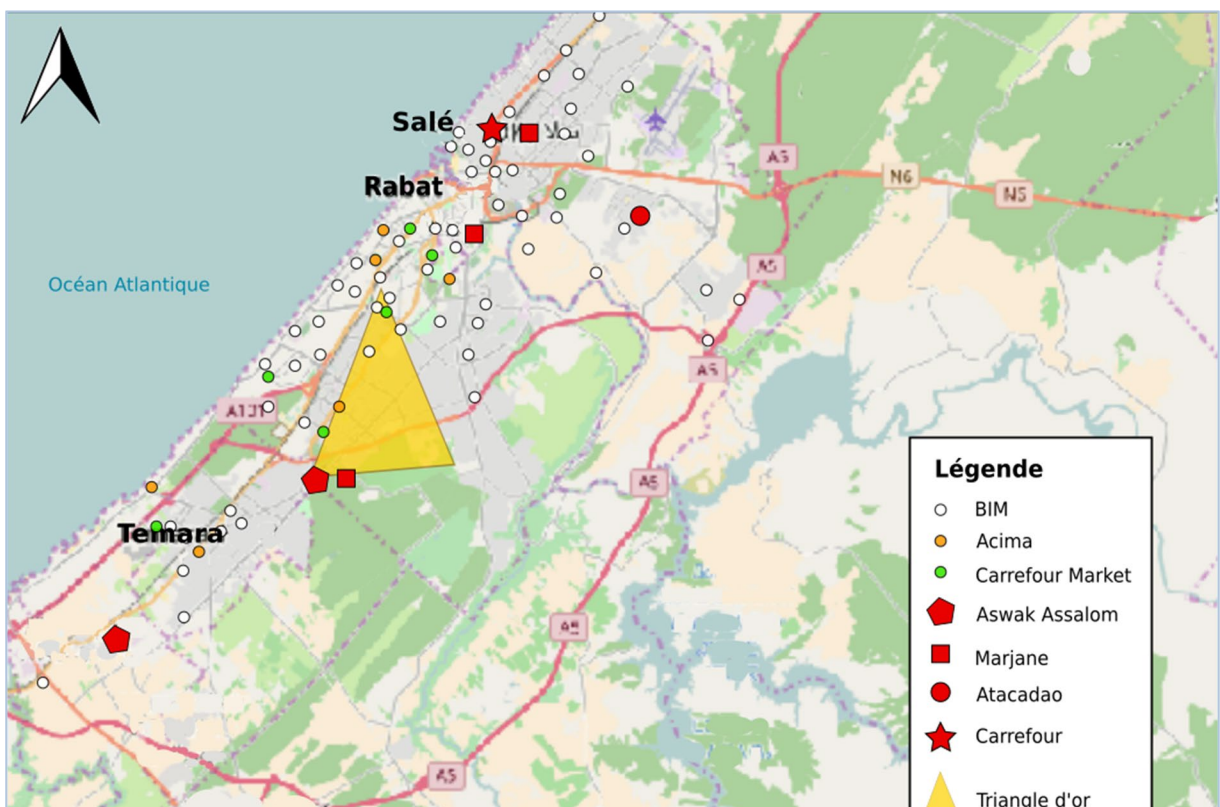 Salé
Rabat
Océan Atlantique
Temara
A5
N6
N5
A5
A5
A5
A5
A5
Légende
BIM
Acima
Carrefour Market
Aswak Assalom
Marjane
Atacadao
Carrefour
Triangle d'or